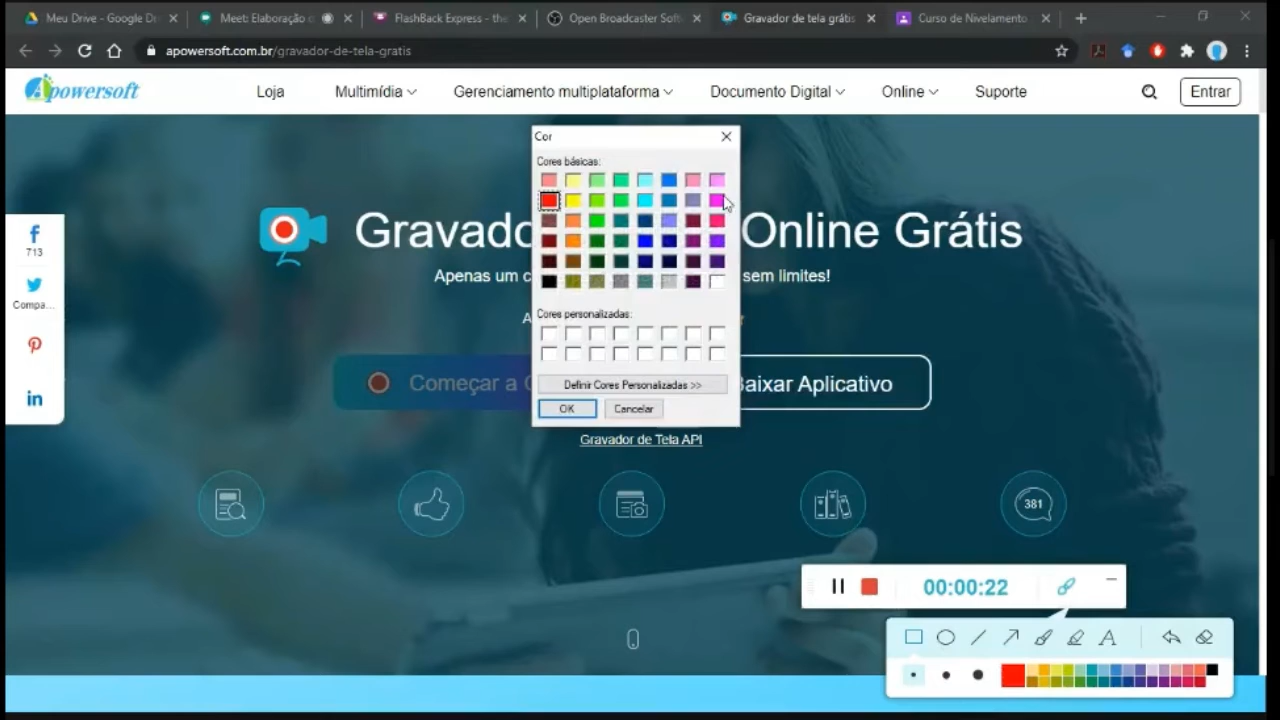 Meu Drive - Google Dr
Meet: Elaboração d
FlashBack Express - the
Open Broadcaster Soft
Gravador de tela grátis
Curso de Nivelamento
apowersoft.com.br/gravador-de-tela-gratis
Apowersoft
Loja
Multimídia
Gerenciamento multiplataforma
Documento Digital
Online
Suporte
Entrar
Cor
Cores básicas:
713
Compa...
Gravado
Online Grátis
Apenas um c
sem limites!
Cores personalizadas:
A
r
Começar a G
Baixar Aplicativo
Definir Cores Personalizadas >>
OK
Cancelar
Gravador de Tela API
381
00:00:22
A